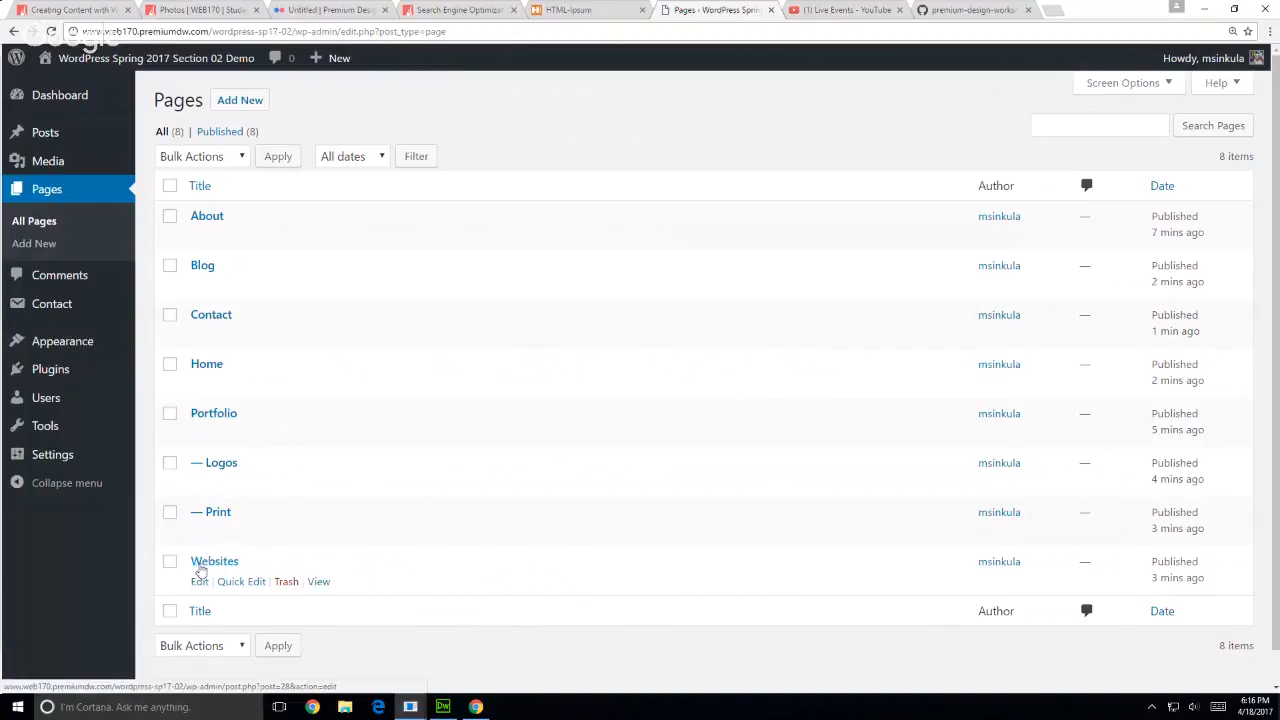 Creating Content with W
Photos | WEB170 | Stude
Untitled | Premium Desig
Search Engine Optimizat
HTML-Ipsum
Pages ‹ WordPress Sprin
(1) Live Events - YouTube
premium-design-works
www.web170.premiumdw.com/wordpress-sp17-02/wp-admin/edit.php?post_type=page
Google
WordPress Spring 2017 Section 02 Demo 0 New Howdy, msinkula
Dashboard
Posts
Media
Pages
All Pages
Add New
Comments
Contact
Appearance
Plugins
Users
Tools
Settings
Collapse menu
Pages Add New Screen Options Help
All (8) | Published (8) Search Pages
Bulk Actions Apply All dates Filter 8 items
Title Author Date
About msinkula — Published
7 mins ago
Blog msinkula — Published
2 mins ago
Contact msinkula — Published
1 min ago
Home msinkula — Published
2 mins ago
Portfolio msinkula — Published
5 mins ago
— Logos msinkula — Published
4 mins ago
— Print msinkula — Published
3 mins ago
Websites msinkula — Published
Edit | Quick Edit | Trash | View 3 mins ago
Title Author Date
Bulk Actions Apply 8 items
www.web170.premiumdw.com/wordpress-sp17-02/wp-admin/post.php?post=28&action=edit
I'm Cortana. Ask me anything. Dw 6:16 PM
4/18/2017